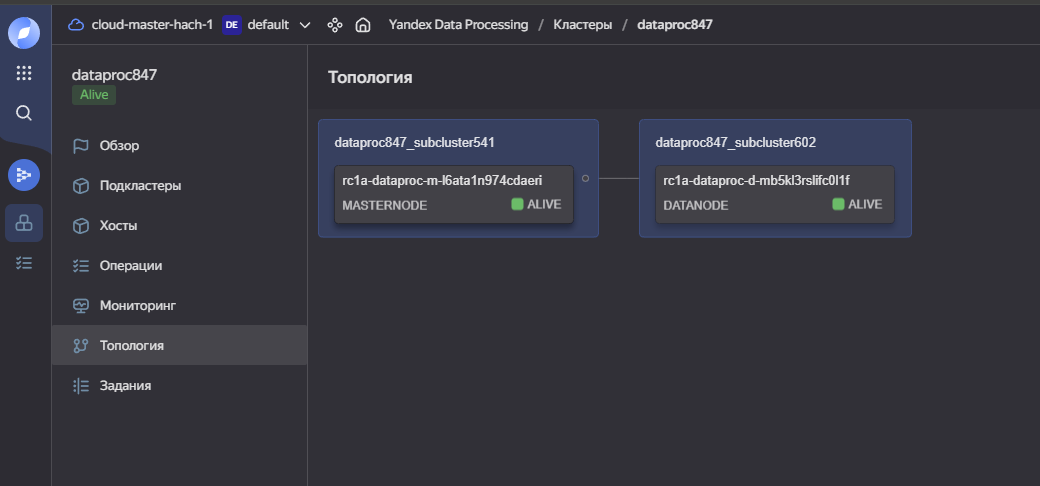 cloud-master-hach-1 DE default Yandex Data Processing / Кластеры / dataproc847
dataproc847
Alive
Обзор
Подкластеры
Хосты
Операции
Мониторинг
Топология
Задания
Топология
dataproc847_subcluster541
rc1a-dataproc-m-l6ata1n974cdaeri
MASTERNODE ALIVE
dataproc847_subcluster602
rc1a-dataproc-d-mb5kl3rslifc0l1f
DATANODE ALIVE